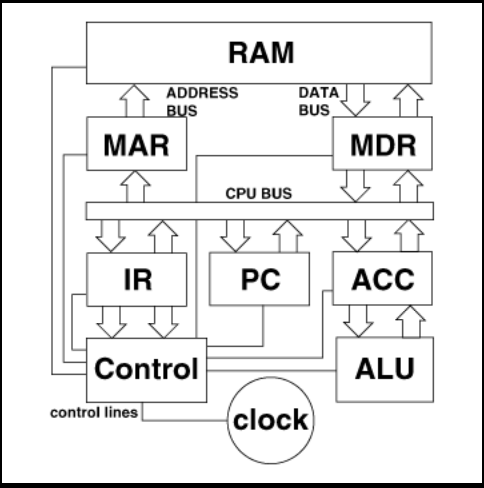 RAM
ADDRESS
BUS
DATA
BUS
MAR
MDR
CPU BUS
IR
PC
ACC
Control
ALU
control lines
clock